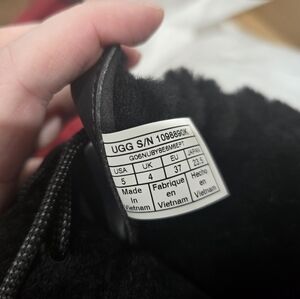 UGG S/N 1098890K
USA UK EU JAPAN
5 4 37 23.5
Made in Vietnam
Fabrique en Vietnam
Hecho en Vietnam